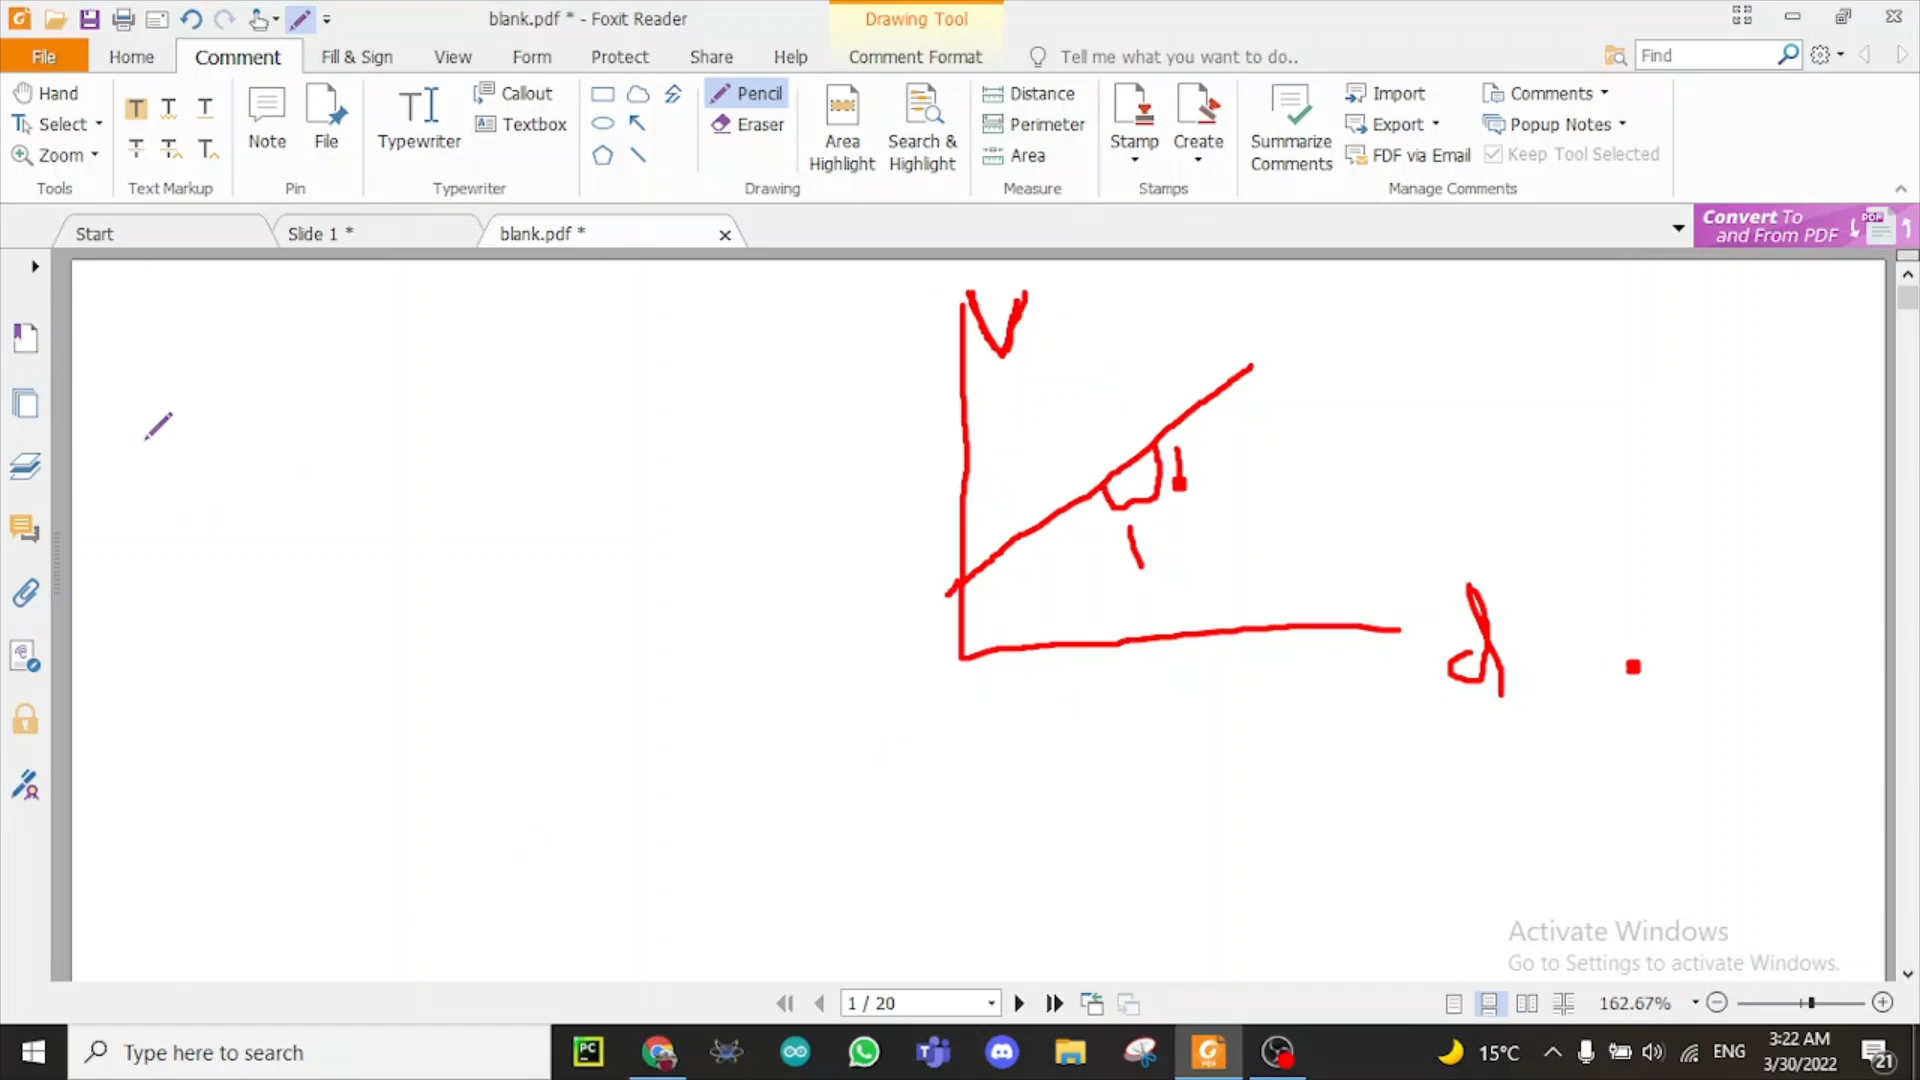 blank.pdf * - Foxit Reader
Drawing Tool
File
Home
Comment
Fill & Sign
View
Form
Protect
Share
Help
Comment Format
Tell me what you want to do..
Find
Hand
Select
Zoom
Tools
Text Markup
Note
File
Pin
Typewriter
Callout
Textbox
Typewriter
Pencil
Eraser
Drawing
Area Highlight
Search & Highlight
Distance
Perimeter
Area
Measure
Stamp
Create
Stamps
Summarize Comments
Import
Export
FDF via Email
Comments
Popup Notes
Keep Tool Selected
Manage Comments
Start
Slide 1 *
blank.pdf *
Convert To
and From PDF
PDF
V
1
1
d
Activate Windows
Go to Settings to activate Windows.
1 / 20
162.67%
Type here to search
PC
15°C
ENG
3:22 AM
3/30/2022
21